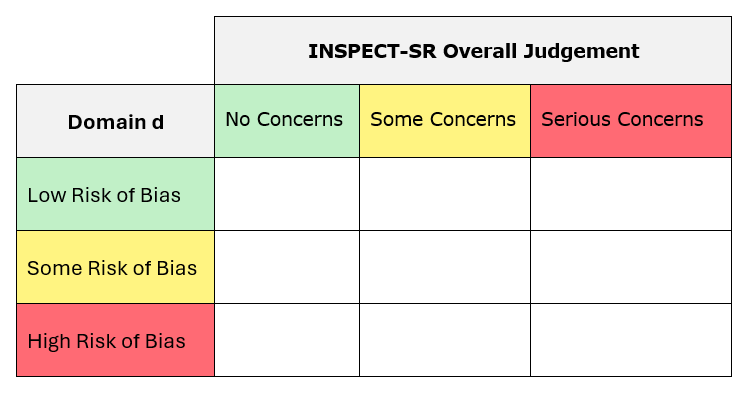 INSPECT-SR Overall Judgement
Domain d
No Concerns
Some Concerns
Serious Concerns
Low Risk of Bias
Some Risk of Bias
High Risk of Bias